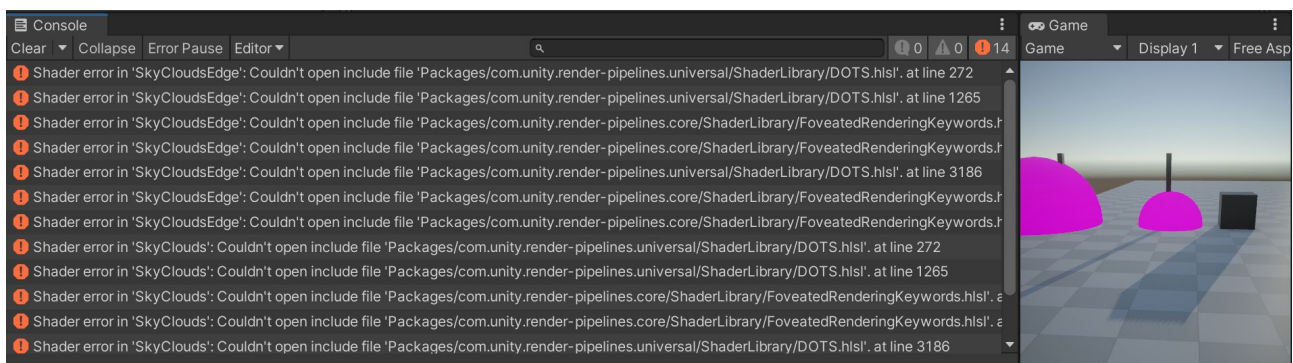 Console
Clear Collapse Error Pause Editor 0 0 14
Shader error in 'SkyCloudsEdge': Couldn't open include file 'Packages/com.unity.render-pipelines.universal/ShaderLibrary/DOTS.hlsl'. at line 272
Shader error in 'SkyCloudsEdge': Couldn't open include file 'Packages/com.unity.render-pipelines.universal/ShaderLibrary/DOTS.hlsl'. at line 1265
Shader error in 'SkyCloudsEdge': Couldn't open include file 'Packages/com.unity.render-pipelines.core/ShaderLibrary/FoveatedRenderingKeywords.h
Shader error in 'SkyCloudsEdge': Couldn't open include file 'Packages/com.unity.render-pipelines.core/ShaderLibrary/FoveatedRenderingKeywords.h
Shader error in 'SkyCloudsEdge': Couldn't open include file 'Packages/com.unity.render-pipelines.universal/ShaderLibrary/DOTS.hlsl'. at line 3186
Shader error in 'SkyCloudsEdge': Couldn't open include file 'Packages/com.unity.render-pipelines.core/ShaderLibrary/FoveatedRenderingKeywords.h
Shader error in 'SkyCloudsEdge': Couldn't open include file 'Packages/com.unity.render-pipelines.core/ShaderLibrary/FoveatedRenderingKeywords.h
Shader error in 'SkyClouds': Couldn't open include file 'Packages/com.unity.render-pipelines.universal/ShaderLibrary/DOTS.hlsl'. at line 272
Shader error in 'SkyClouds': Couldn't open include file 'Packages/com.unity.render-pipelines.universal/ShaderLibrary/DOTS.hlsl'. at line 1265
Shader error in 'SkyClouds': Couldn't open include file 'Packages/com.unity.render-pipelines.core/ShaderLibrary/FoveatedRenderingKeywords.hlsl'. a
Shader error in 'SkyClouds': Couldn't open include file 'Packages/com.unity.render-pipelines.core/ShaderLibrary/FoveatedRenderingKeywords.hlsl'. a
Shader error in 'SkyClouds': Couldn't open include file 'Packages/com.unity.render-pipelines.universal/ShaderLibrary/DOTS.hlsl'. at line 3186
Game
Game Display 1 Free Asp